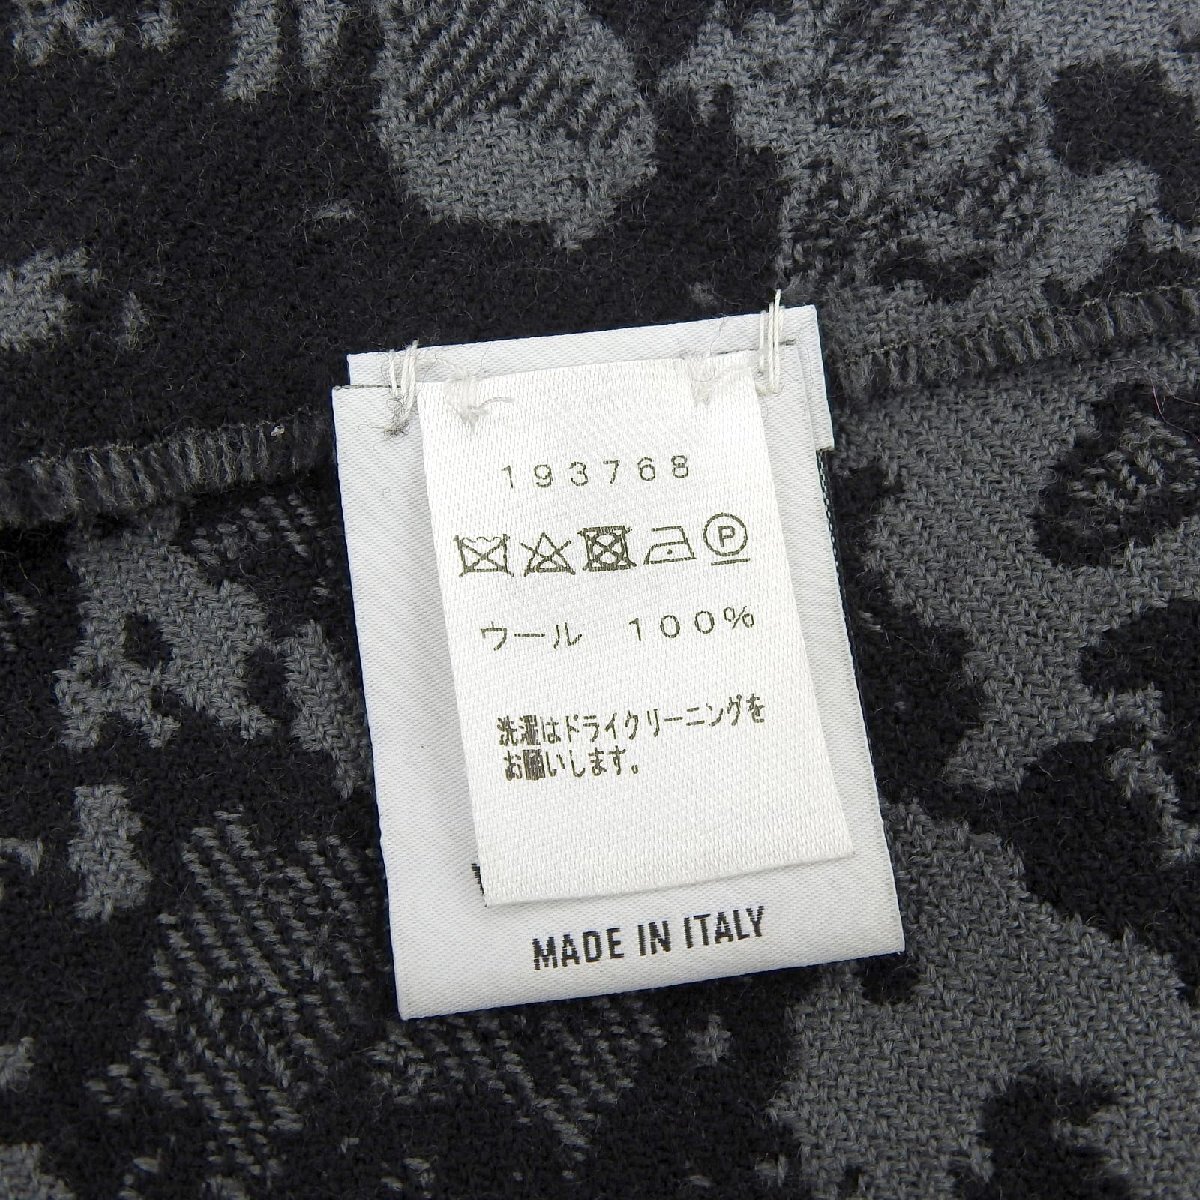 193768
P
ウール 100%
洗濯はドライクリーニングを
お願いします。
MADE IN ITALY